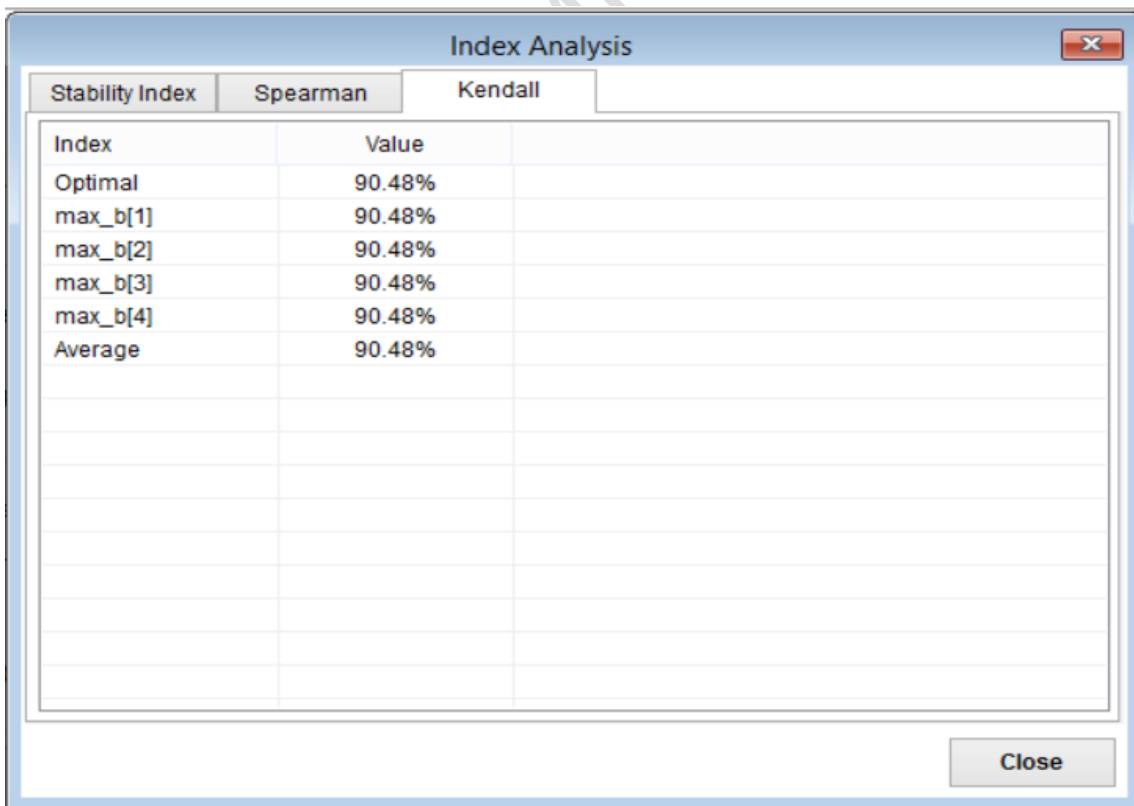 Index Analysis
Stability Index Spearman Kendall
Index Value
Optimal 90.48%
max_b[1] 90.48%
max_b[2] 90.48%
max_b[3] 90.48%
max_b[4] 90.48%
Average 90.48%
Close